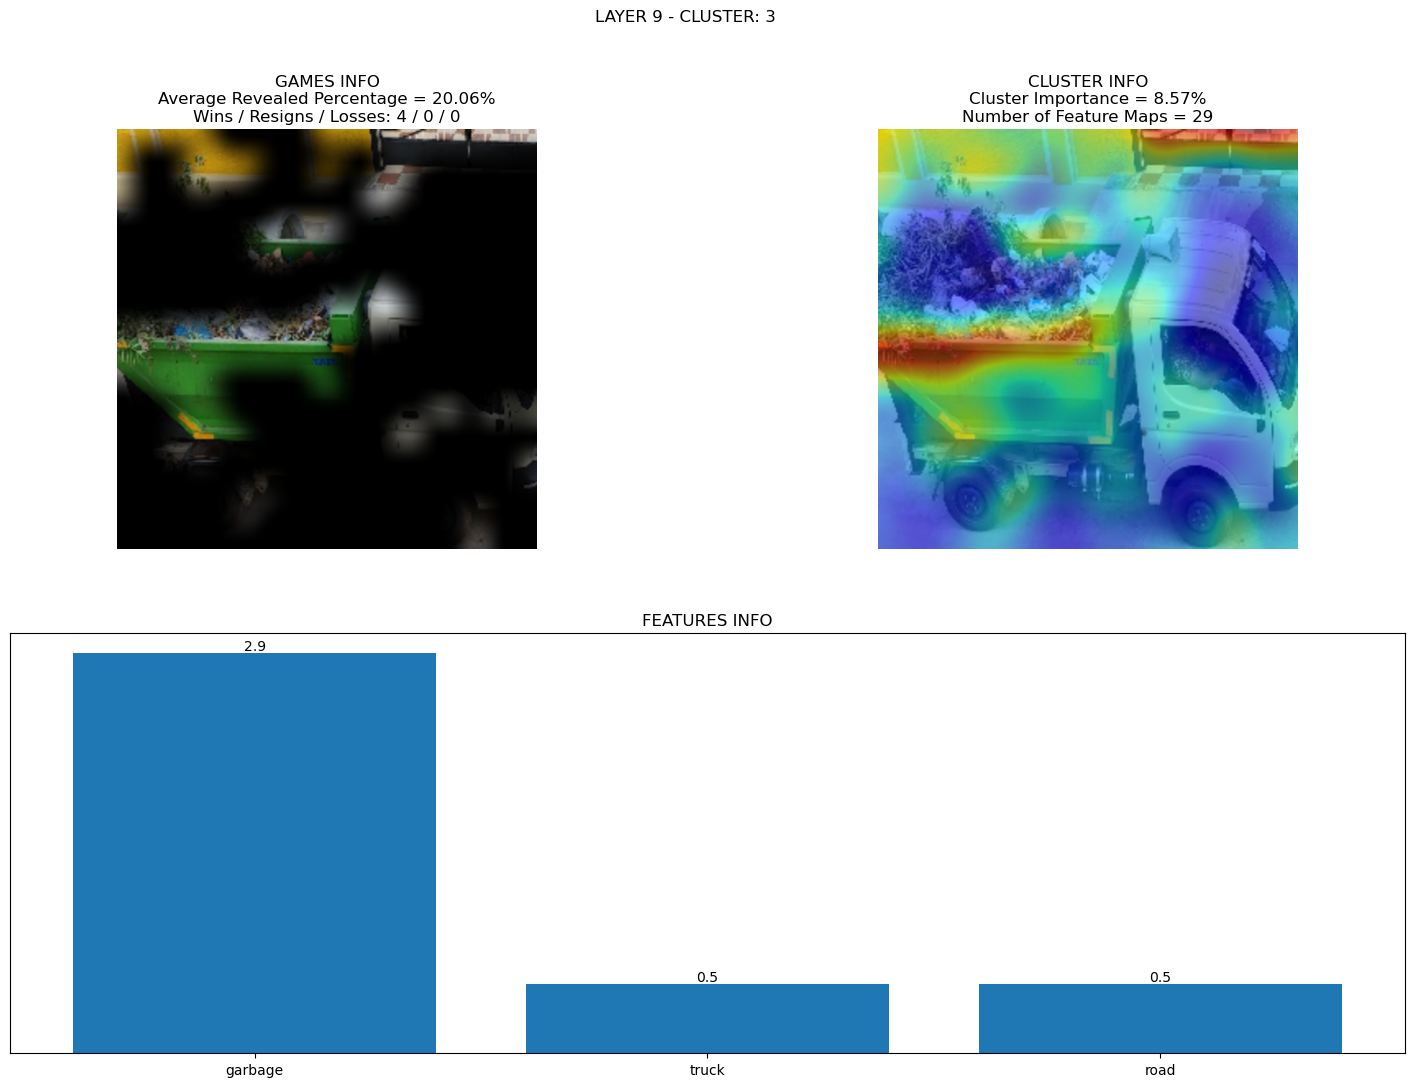 LAYER 9 - CLUSTER: 3
GAMES INFO
Average Revealed Percentage = 20.06%
Wins / Resigns / Losses: 4 / 0 / 0
CLUSTER INFO
Cluster Importance = 8.57%
Number of Feature Maps = 29
FEATURES INFO
2.9
0.5
0.5
garbage
truck
road